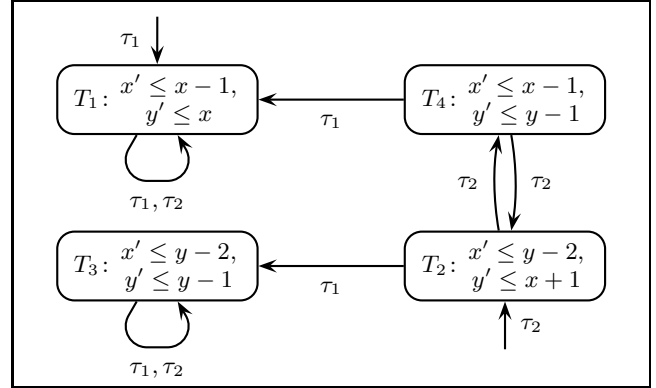 τ₁
T₁: x′ ≤ x − 1,
y′ ≤ x
T₄: x′ ≤ x − 1,
y′ ≤ y − 1
τ₁
τ₁, τ₂
τ₂ τ₂
T₃: x′ ≤ y − 2,
y′ ≤ y − 1
T₂: x′ ≤ y − 2,
y′ ≤ x + 1
τ₁
τ₂
τ₁, τ₂